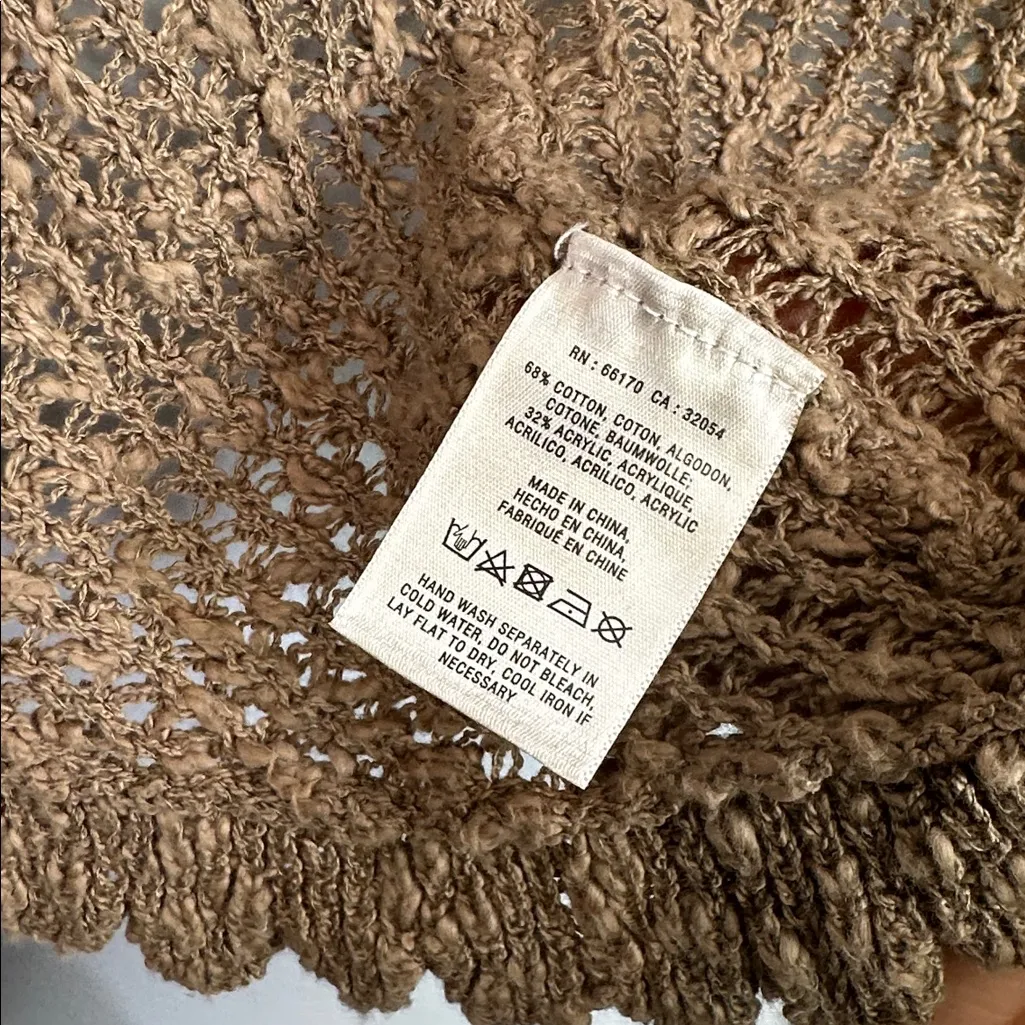 RN : 66170 CA : 32054
68% COTTON, COTON, ALGODON,
COTONE, BAUMWOLLE;
32% ACRYLIC, ACRYLIQUE,
ACRILICO, ACRILICO, ACRYLIC
MADE IN CHINA,
HECHO EN CHINA,
FABRIQUÉ EN CHINE
HAND WASH SEPARATELY IN
COLD WATER, DO NOT BLEACH,
LAY FLAT TO DRY, COOL IRON IF
NECESSARY